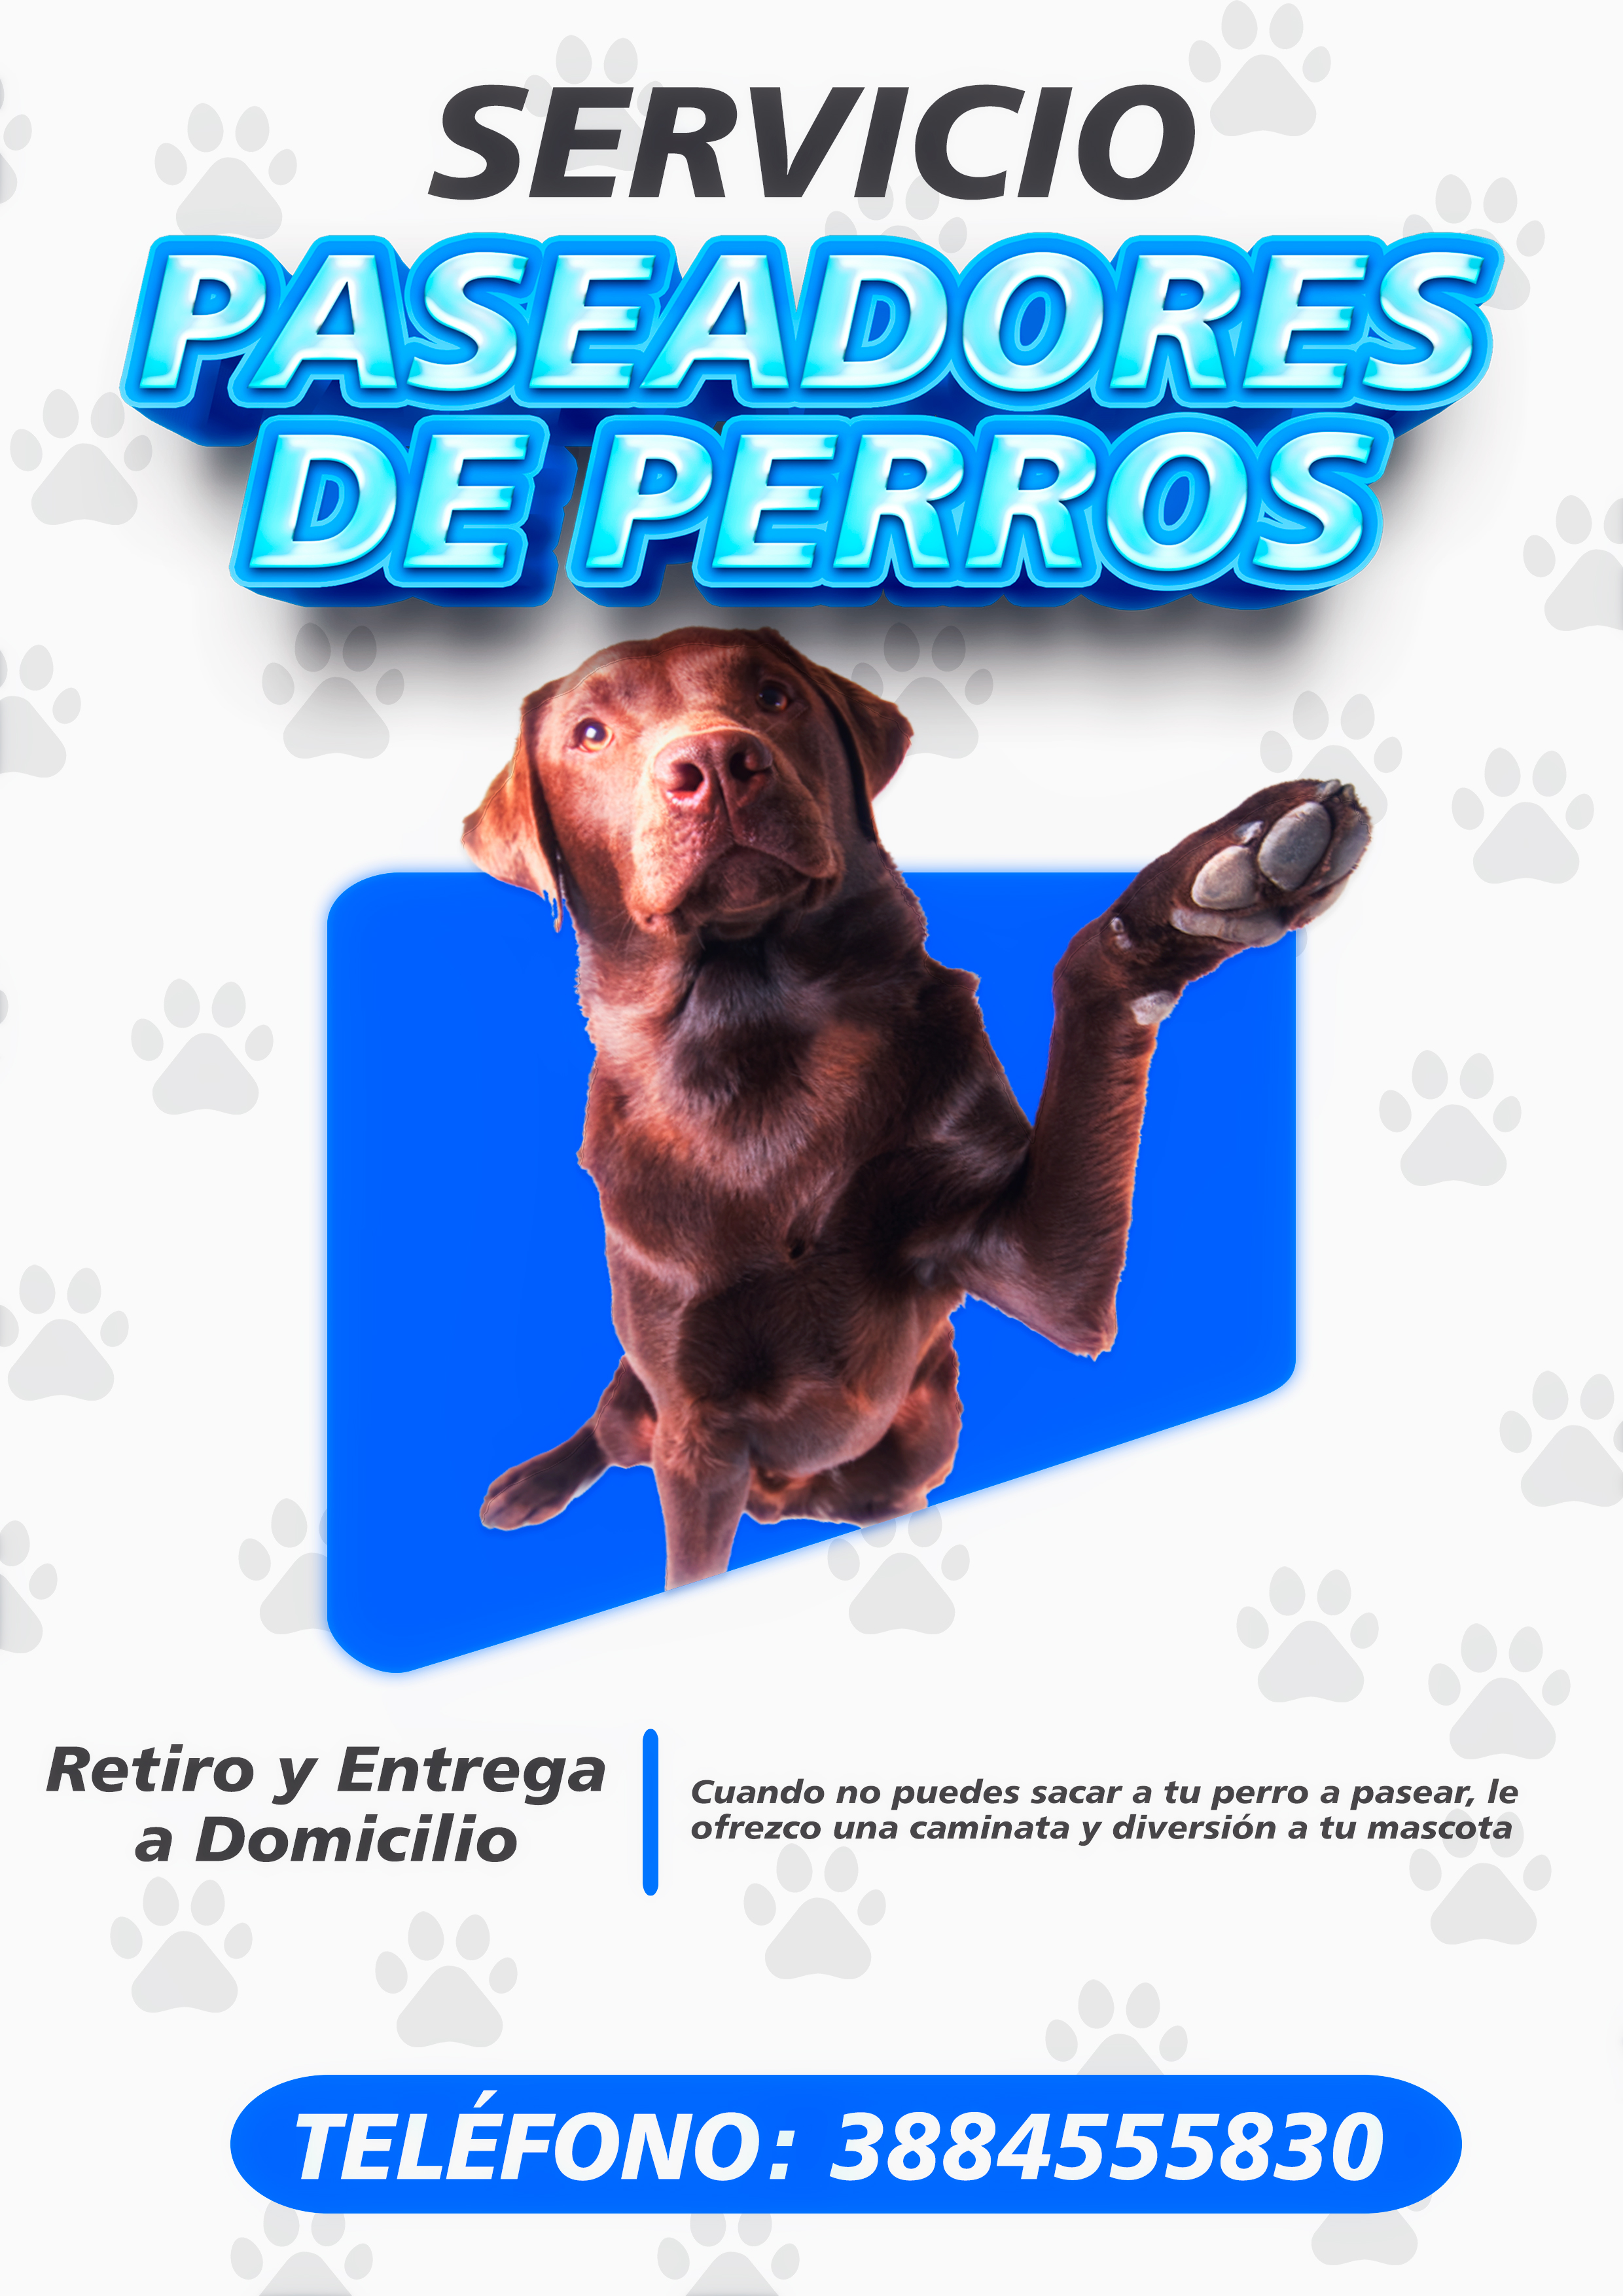 SERVICIO
PASEADORES
DE PERROS
Retiro y Entrega
a Domicilio
Cuando no puedes sacar a tu perro a pasear, le
ofrezco una caminata y diversión a tu mascota
TELÉFONO: 3884555830